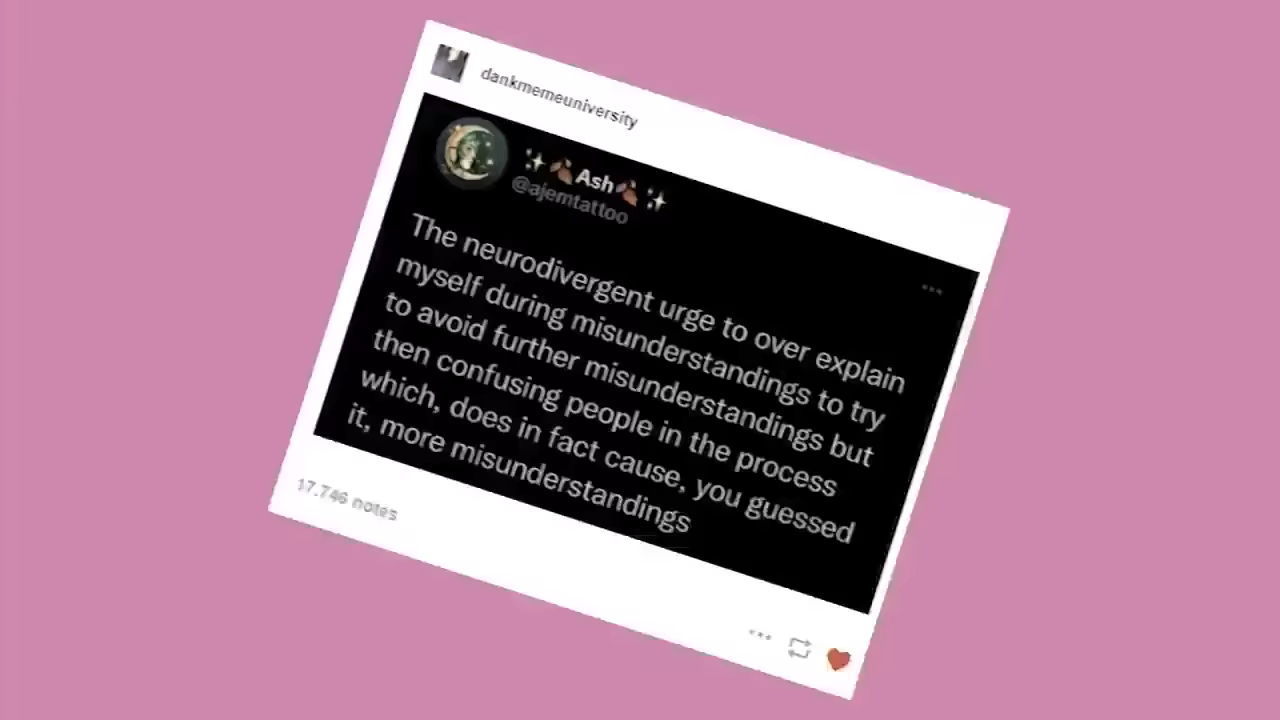 dankmemeuniversity
✨🍂Ash🍂✨
@ajemtattoo
The neurodivergent urge to over explain
myself during misunderstandings to try
to avoid further misunderstandings but
then confusing people in the process
which, does in fact cause, you guessed
it, more misunderstandings
17.746 notes